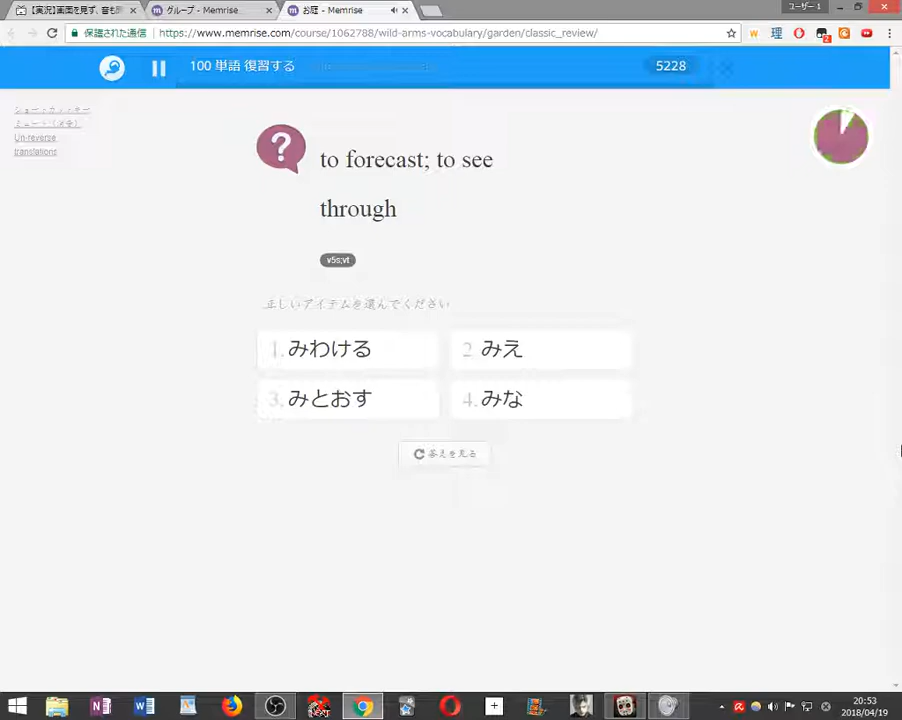 【実況】画面を見ず、音も
グループ - Memrise
お庭 - Memrise
ユーザー 1
保護された通信
https://www.memrise.com/course/1062788/wild-arms-vocabulary/garden/classic_review/
100 単語 復習する
5228
Un-reverse
translations
to forecast; to see
through
v5s;vt
正しいアイテムを選んでください
1. みわける
2. みえ
3. みとおす
4. みな
答えを見る
20:53
2018/04/19